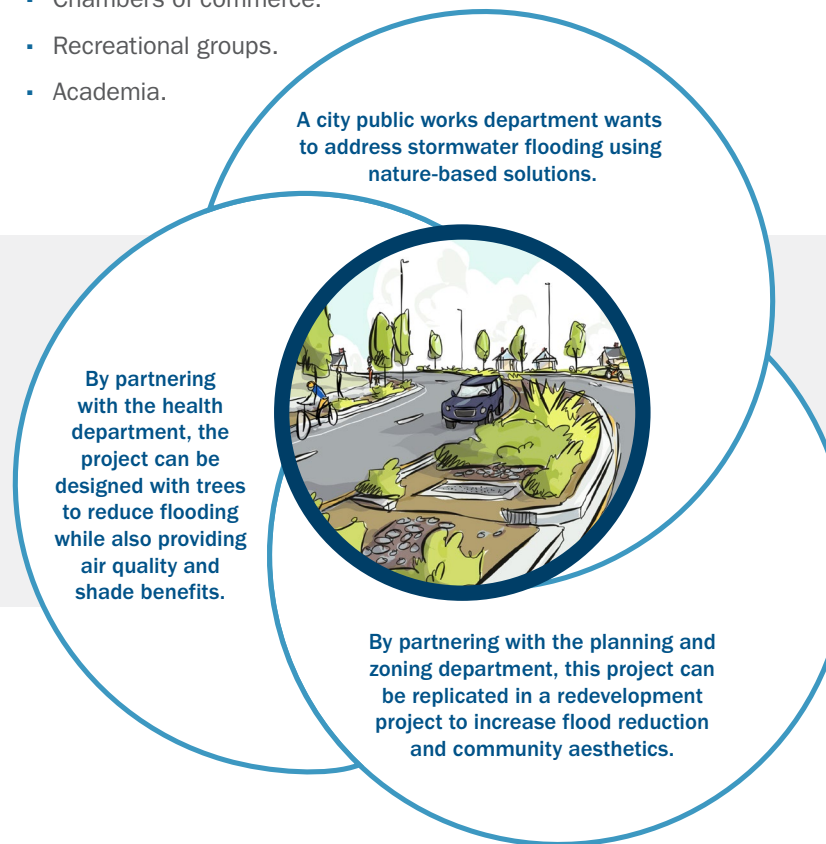 ▪ Chambers of commerce.
▪ Recreational groups.
▪ Academia.
A city public works department wants
to address stormwater flooding using
nature-based solutions.
By partnering
with the health
department, the
project can be
designed with trees
to reduce flooding
while also providing
air quality and
shade benefits.
By partnering with the planning and
zoning department, this project can
be replicated in a redevelopment
project to increase flood reduction
and community aesthetics.